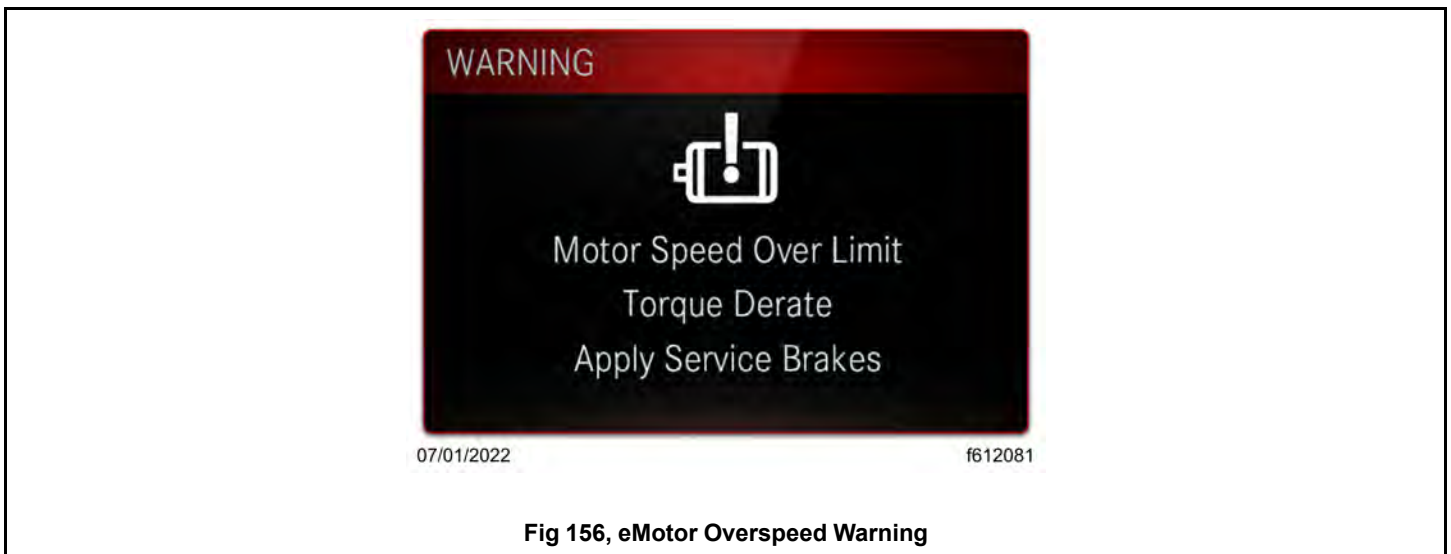 WARNING
Motor Speed Over Limit
Torque Derate
Apply Service Brakes
07/01/2022 f612081
Fig 156, eMotor Overspeed Warning